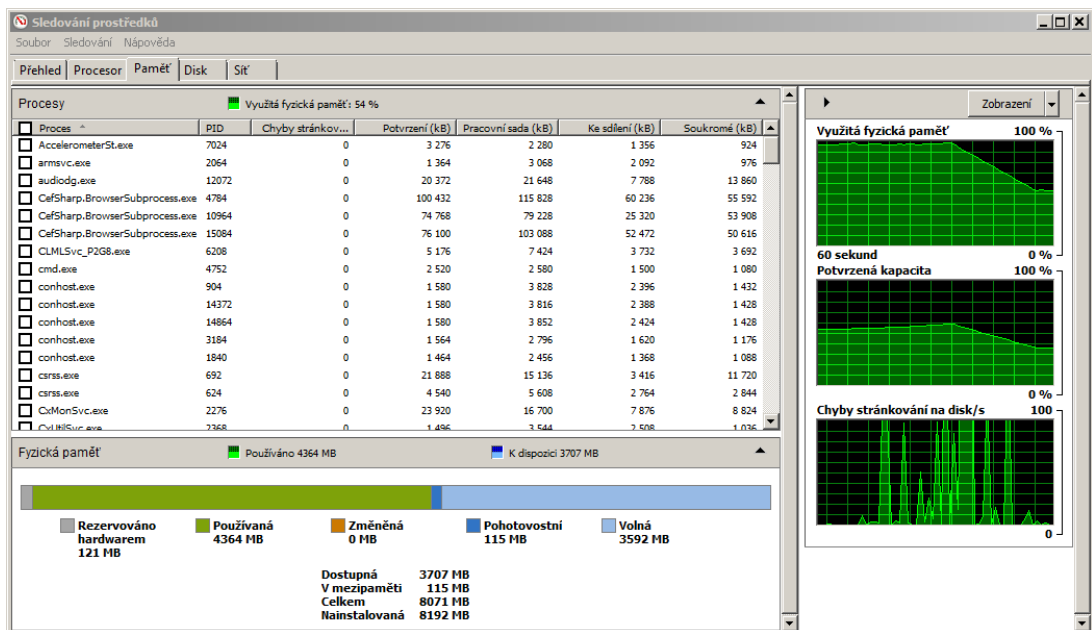 Sledování prostředků
Soubor Sledování Nápověda
Přehled Procesor Paměť Disk Síť
Procesy Využitá fyzická paměť: 54 %
Proces PID Chyby stránkov... Potvrzení (kB) Pracovní sada (kB) Ke sdílení (kB) Soukromé (kB)
AccelerometerSt.exe 7024 0 3 276 2 280 1 356 924
armsvc.exe 2064 0 1 364 3 068 2 092 976
audiodg.exe 12072 0 20 372 21 648 7 788 13 860
CefSharp.BrowserSubprocess.exe 4784 0 100 432 115 828 60 236 55 592
CefSharp.BrowserSubprocess.exe 10964 0 74 768 79 228 25 320 53 908
CefSharp.BrowserSubprocess.exe 15084 0 76 100 103 088 52 472 50 616
CLMLSvc_P2G8.exe 6208 0 5 176 7 424 3 732 3 692
cmd.exe 4752 0 2 520 2 580 1 500 1 080
conhost.exe 904 0 1 580 3 828 2 396 1 432
conhost.exe 14372 0 1 580 3 816 2 388 1 428
conhost.exe 14864 0 1 580 3 852 2 424 1 428
conhost.exe 3184 0 1 564 2 796 1 620 1 176
conhost.exe 1840 0 1 464 2 456 1 368 1 088
csrss.exe 692 0 21 888 15 136 3 416 11 720
csrss.exe 624 0 4 540 5 608 2 764 2 844
CxMonSvc.exe 2276 0 23 920 16 700 7 876 8 824
CxUtilSvc.exe 2368 0 1 496 3 544 2 508 1 036
Fyzická paměť Používáno 4364 MB K dispozici 3707 MB
Rezervováno hardwarem 121 MB
Používaná 4364 MB
Změněná 0 MB
Pohotovostní 115 MB
Volná 3592 MB
Dostupná 3707 MB
V mezipaměti 115 MB
Celkem 8071 MB
Nainstalovaná 8192 MB
Zobrazení
Využitá fyzická paměť 100 %
60 sekund 0 %
Potvrzená kapacita 100 %
0 %
Chyby stránkování na disk/s 100
0